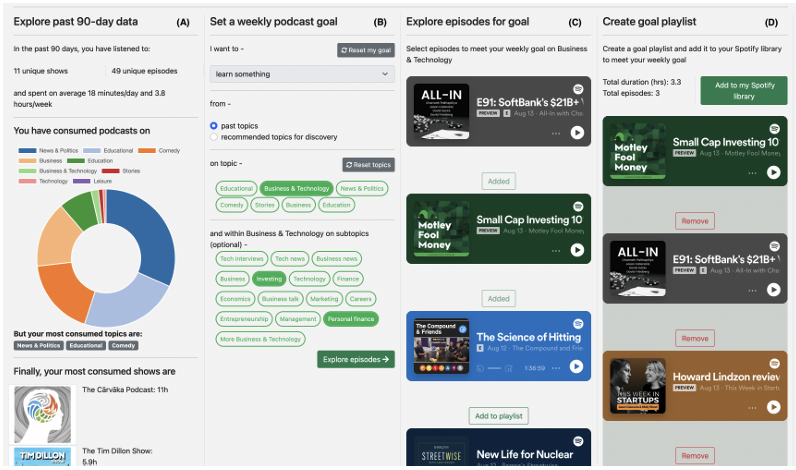 Explore past 90-day data (A)
In the past 90 days, you have listened to:
11 unique shows
49 unique episodes
and spent on average 18 minutes/day and 3.8
hours/week
You have consumed podcasts on
News & Politics Educational Comedy
Business Education
Business & Technology Stories
Technology Leisure
But your most consumed topics are:
News & Politics Educational Comedy
Finally, your most consumed shows are
The Cārvāka Podcast: 11h
TIM DILLON
The Tim Dillon Show:
5.9h
Set a weekly podcast goal (B)
I want to -
Reset my goal
learn something
from -
past topics
recommended topics for discovery
on topic -
Reset topics
Educational Business & Technology News & Politics
Comedy Stories Business Education
and within Business & Technology on subtopics
(optional) -
Tech interviews Tech news Business news
Business Investing Technology Finance
Economics Business talk Marketing Careers
Entrepreneurship Management Personal finance
More Business & Technology
Explore episodes
Explore episodes for goal (C)
Select episodes to meet your weekly goal on Business
& Technology
ALL-IN
E91: SoftBank's $21B+
PREVIEW E Aug 13 · All-In with Cha
Added
Motley
Fool
Money
Small Cap Investing 10
PREVIEW Aug 13 · Motley Fool Mone
Added
The Compound
& Friends
The Science of Hitting
E Aug 12 · The Compound and Frie
1:36:59
Add to playlist
STREETWISE
New Life for Nuclear
Create goal playlist (D)
Create a goal playlist and add it to your Spotify library
to meet your weekly goal
Total duration (hrs): 3.3
Total episodes: 3
Add to my Spotify
library
Motley
Fool
Money
Small Cap Investing 10
PREVIEW Aug 13 · Motley Fool Money
Remove
ALL-IN
E91: SoftBank's $21B+
PREVIEW E Aug 13 · All-In with Cha
Remove
THIS WEEK IN
STARTUPS
Howard Lindzon review
PREVIEW Aug 13 · This Week in Start
Remove